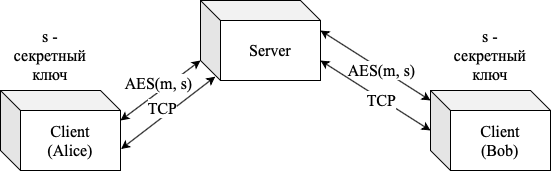 s -
секретный
ключ
Server
s -
секретный
ключ
AES(m, s)
TCP
AES(m, s)
TCP
Client
(Alice)
Client
(Bob)